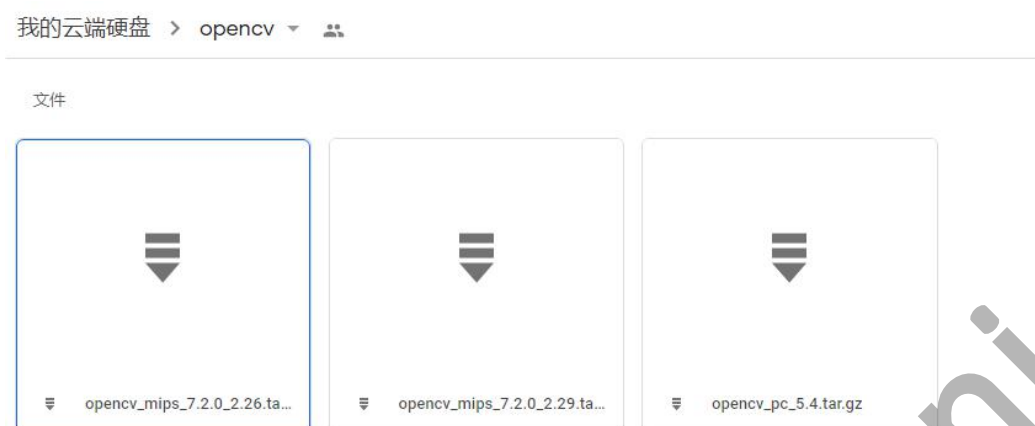 我的云端硬盘 > opencv
文件
opencv_mips_7.2.0_2.26.ta...
opencv_mips_7.2.0_2.29.ta...
opencv_pc_5.4.tar.gz